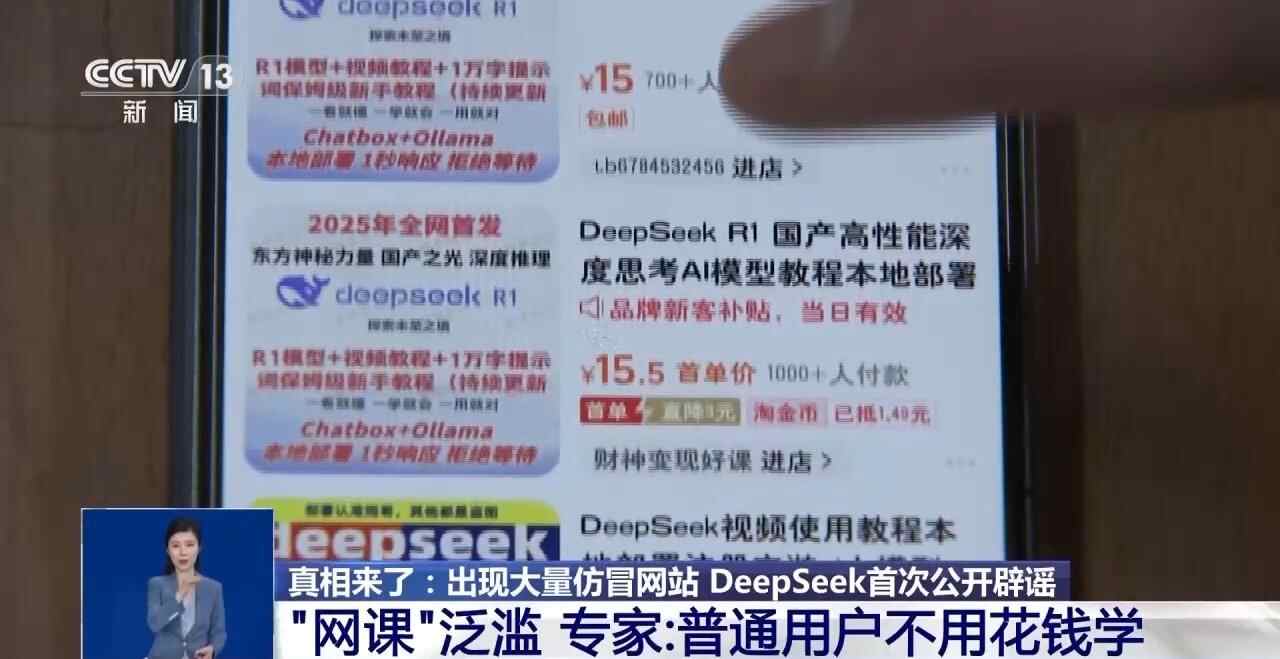 deepseek R1
探索未至之境
R1模型+视频教程+1万字提示
词保姆级新手教程（持续更新
一看就懂 一学就会 一用就对
Chatbox+Ollama
本地部署 1秒响应 拒绝等待
¥15 700+人
包邮
tb6784532456 进店 >
CCTV 13
新闻
2025年全网首发
东方神秘力量 国产之光 深度推理
deepseek R1
探索未至之境
R1模型+视频教程+1万字提示
词保姆级新手教程（持续更新
一看就懂 一学就会 一用就对
Chatbox+Ollama
本地部署 1秒响应 拒绝等待
DeepSeek R1 国产高性能深
度思考AI模型教程本地部署
品牌新客补贴，当日有效
¥15.5 首单价 1000+人付款
首单 直降3元 淘金币 已抵1.49元
财神变现好课 进店 >
deepseek
DeepSeek视频使用教程本
真相来了：出现大量仿冒网站 DeepSeek首次公开辟谣
"网课"泛滥 专家:普通用户不用花钱学